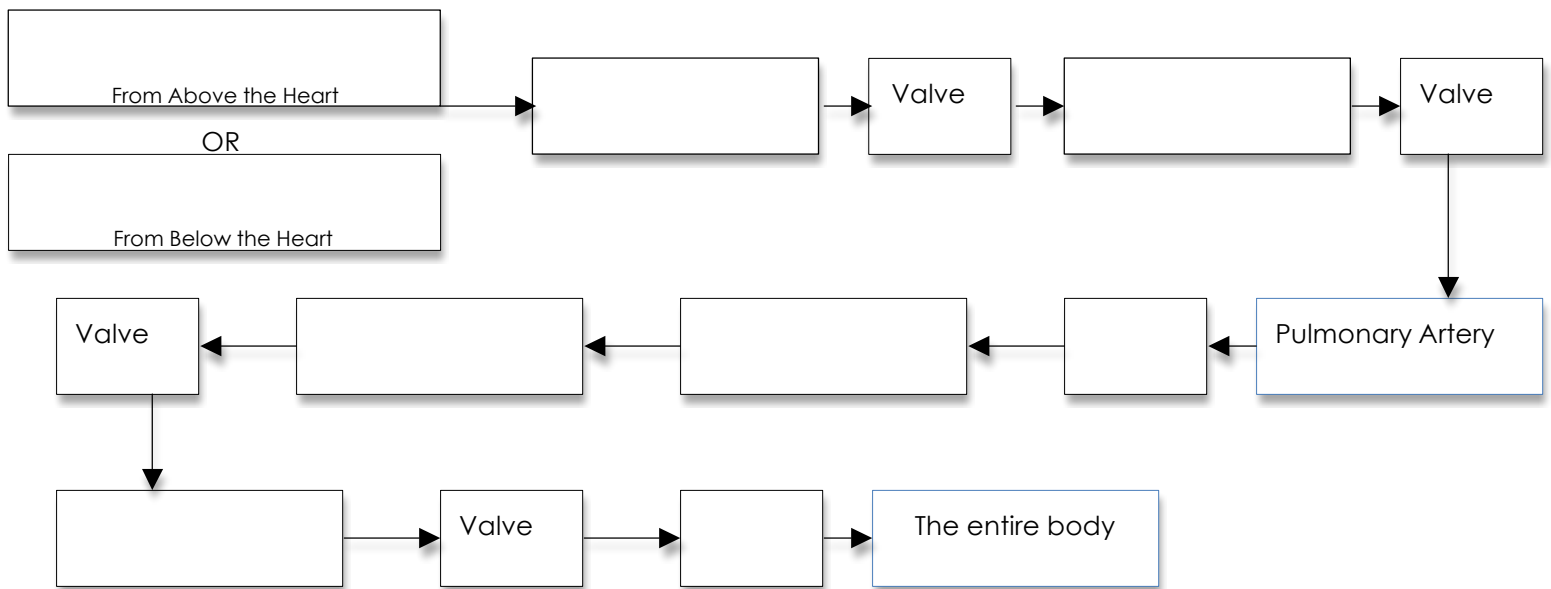 From Above the Heart
OR
From Below the Heart
Valve
Valve
Pulmonary Artery
Valve
Valve
The entire body